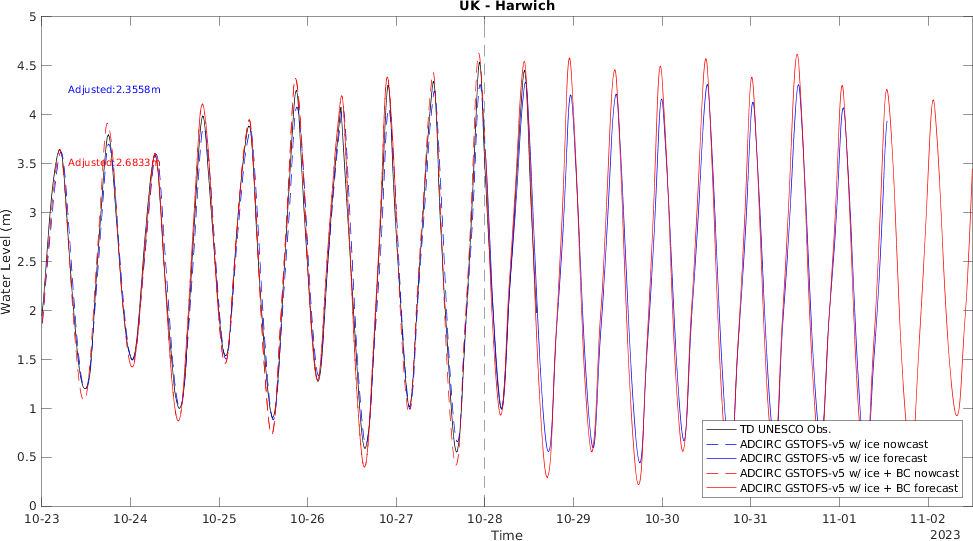 UK - Harwich
Water Level (m)
5
4.5
4
3.5
3
2.5
2
1.5
1
0.5
0
Adjusted:2.3558m
Adjusted:2.6833m
TD UNESCO Obs.
ADCIRC GSTOFS-v5 w/ ice nowcast
ADCIRC GSTOFS-v5 w/ ice forecast
ADCIRC GSTOFS-v5 w/ ice + BC nowcast
ADCIRC GSTOFS-v5 w/ ice + BC forecast
10-23 10-24 10-25 10-26 10-27 10-28 10-29 10-30 10-31 11-01 11-02
Time
2023